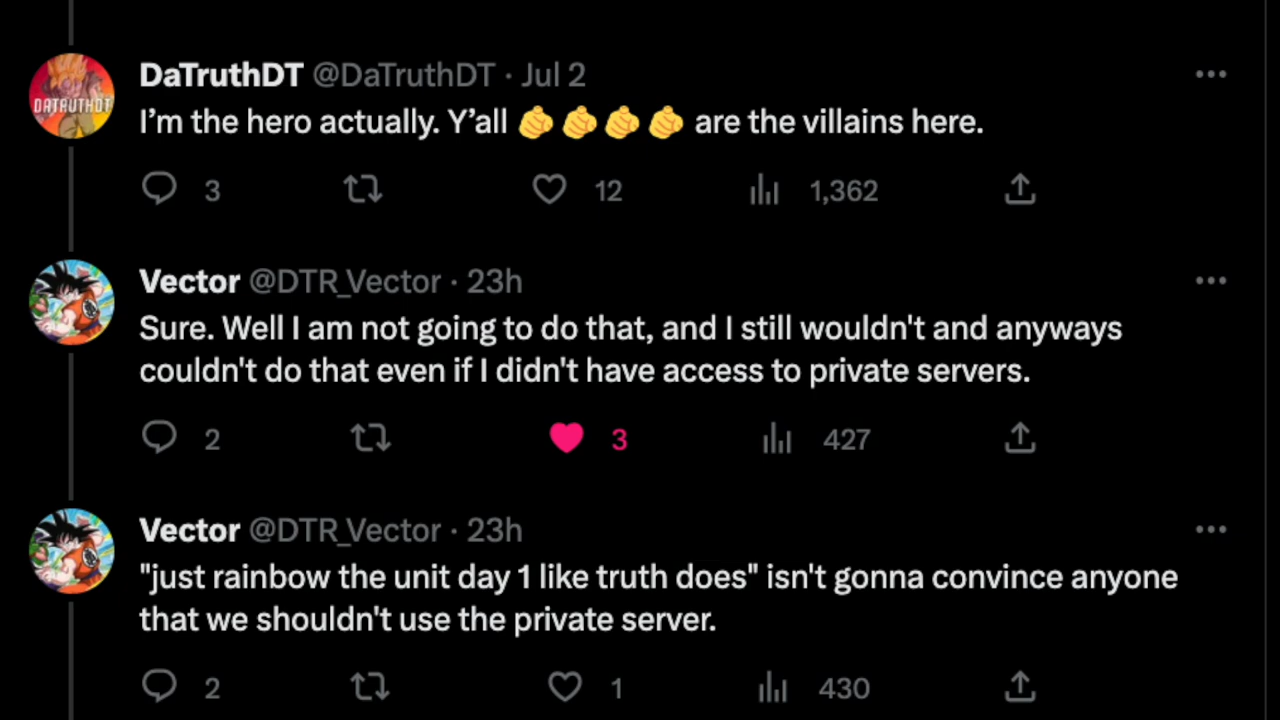 DaTruthDT @DaTruthDT · Jul 2
DATRUTHDT
I’m the hero actually. Y’all 🫵🫵🫵🫵 are the villains here.
3 12 1,362
Vector @DTR_Vector · 23h
Sure. Well I am not going to do that, and I still wouldn't and anyways
couldn't do that even if I didn't have access to private servers.
2 3 427
Vector @DTR_Vector · 23h
"just rainbow the unit day 1 like truth does" isn't gonna convince anyone
that we shouldn't use the private server.
2 1 430